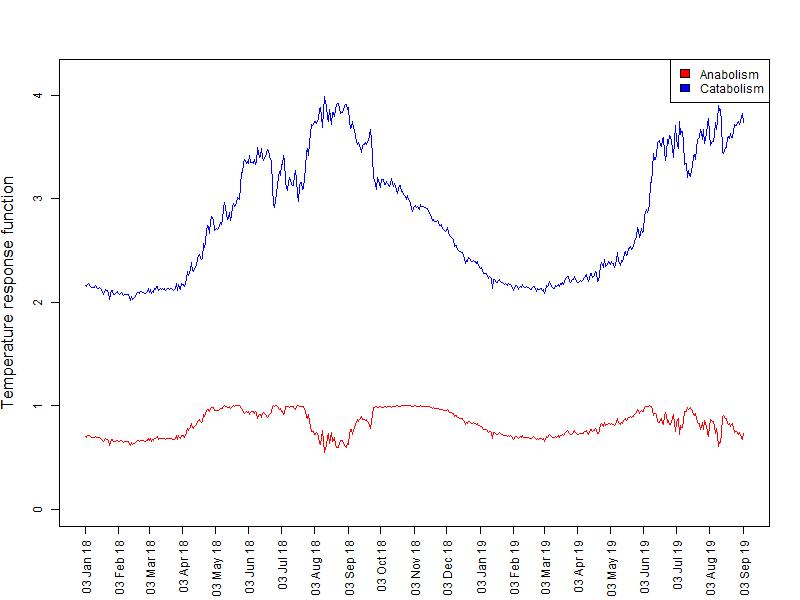 Anabolism
Catabolism
Temperature response function
4
3
2
1
0
03 Jan 18
03 Feb 18
03 Mar 18
03 Apr 18
03 May 18
03 Jun 18
03 Jul 18
03 Aug 18
03 Sep 18
03 Oct 18
03 Nov 18
03 Dec 18
03 Jan 19
03 Feb 19
03 Mar 19
03 Apr 19
03 May 19
03 Jun 19
03 Jul 19
03 Aug 19
03 Sep 19